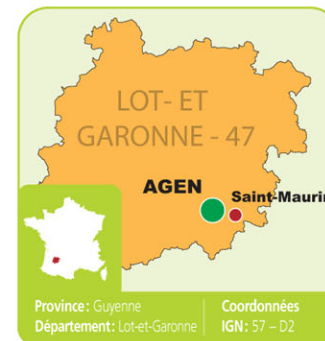 LOT- ET
GARONNE - 47
AGEN
Saint-Maurin
Province: Guyenne
Département: Lot-et-Garonne
Coordonnées
IGN: 57 – D2